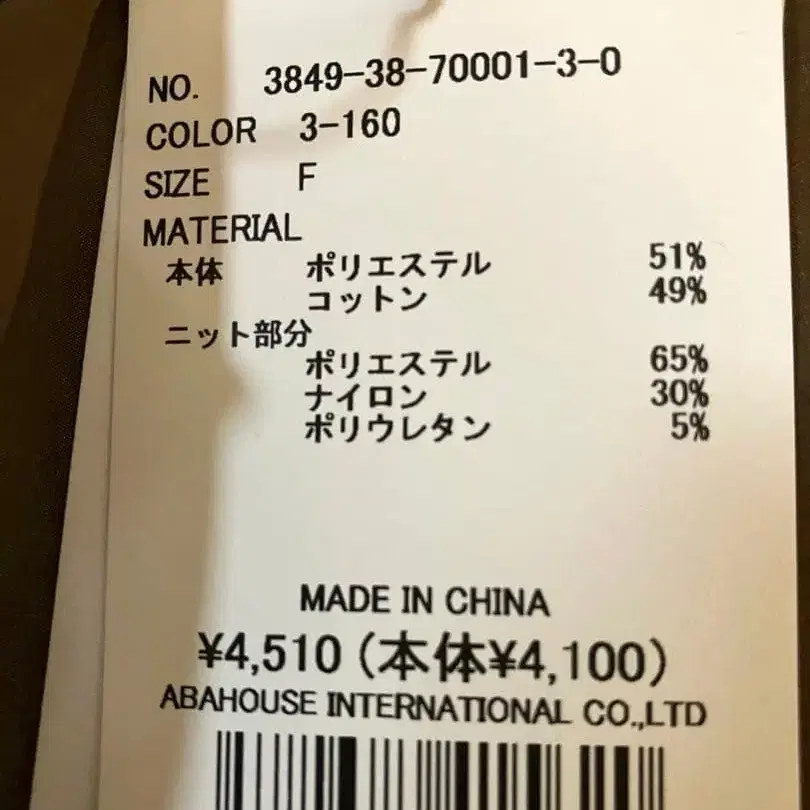 NO. 3849-38-70001-3-0
COLOR 3-160
SIZE F
MATERIAL
本体 ポリエステル 51%
コットン 49%
ニット部分
ポリエステル 65%
ナイロン 30%
ポリウレタン 5%
MADE IN CHINA
¥4,510(本体¥4,100)
ABAHOUSE INTERNATIONAL CO.,LTD